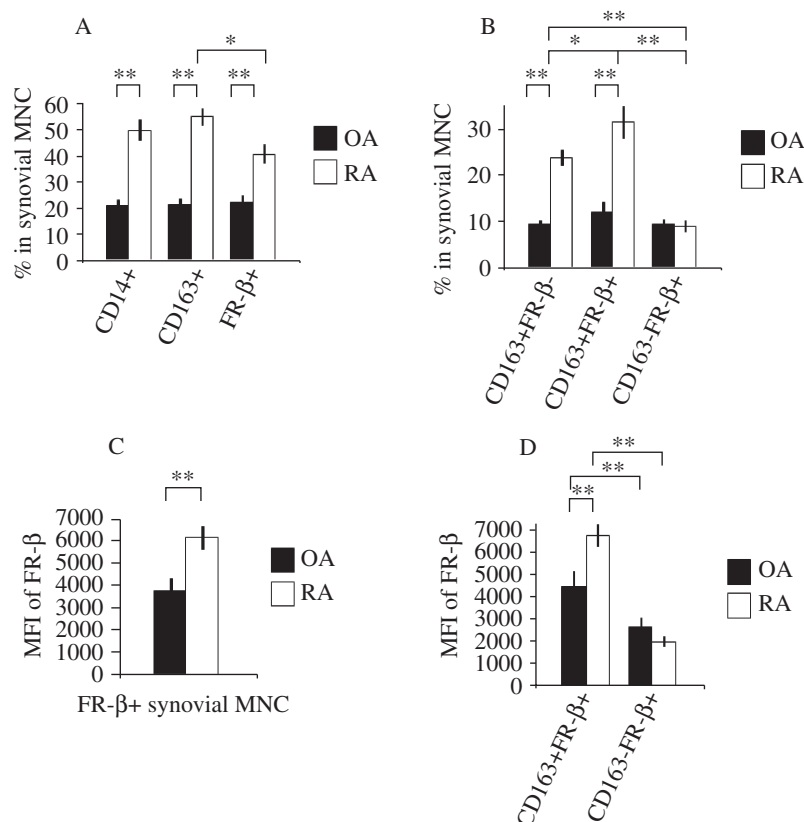 A
*
** ** **
% in synovial MNC
60
50
40
30
20
10
0
OA
RA
CD14+
CD163+
FR-β+
B
**
* **
** **
% in synovial MNC
30
20
10
0
OA
RA
CD163+FR-β-
CD163+FR-β+
CD163-FR-β+
C
**
MFI of FR-β
7000
6000
5000
4000
3000
2000
1000
0
OA
RA
FR-β+ synovial MNC
D
**
**
**
MFI of FR-β
7000
6000
5000
4000
3000
2000
1000
0
OA
RA
CD163+FR-β+
CD163-FR-β+